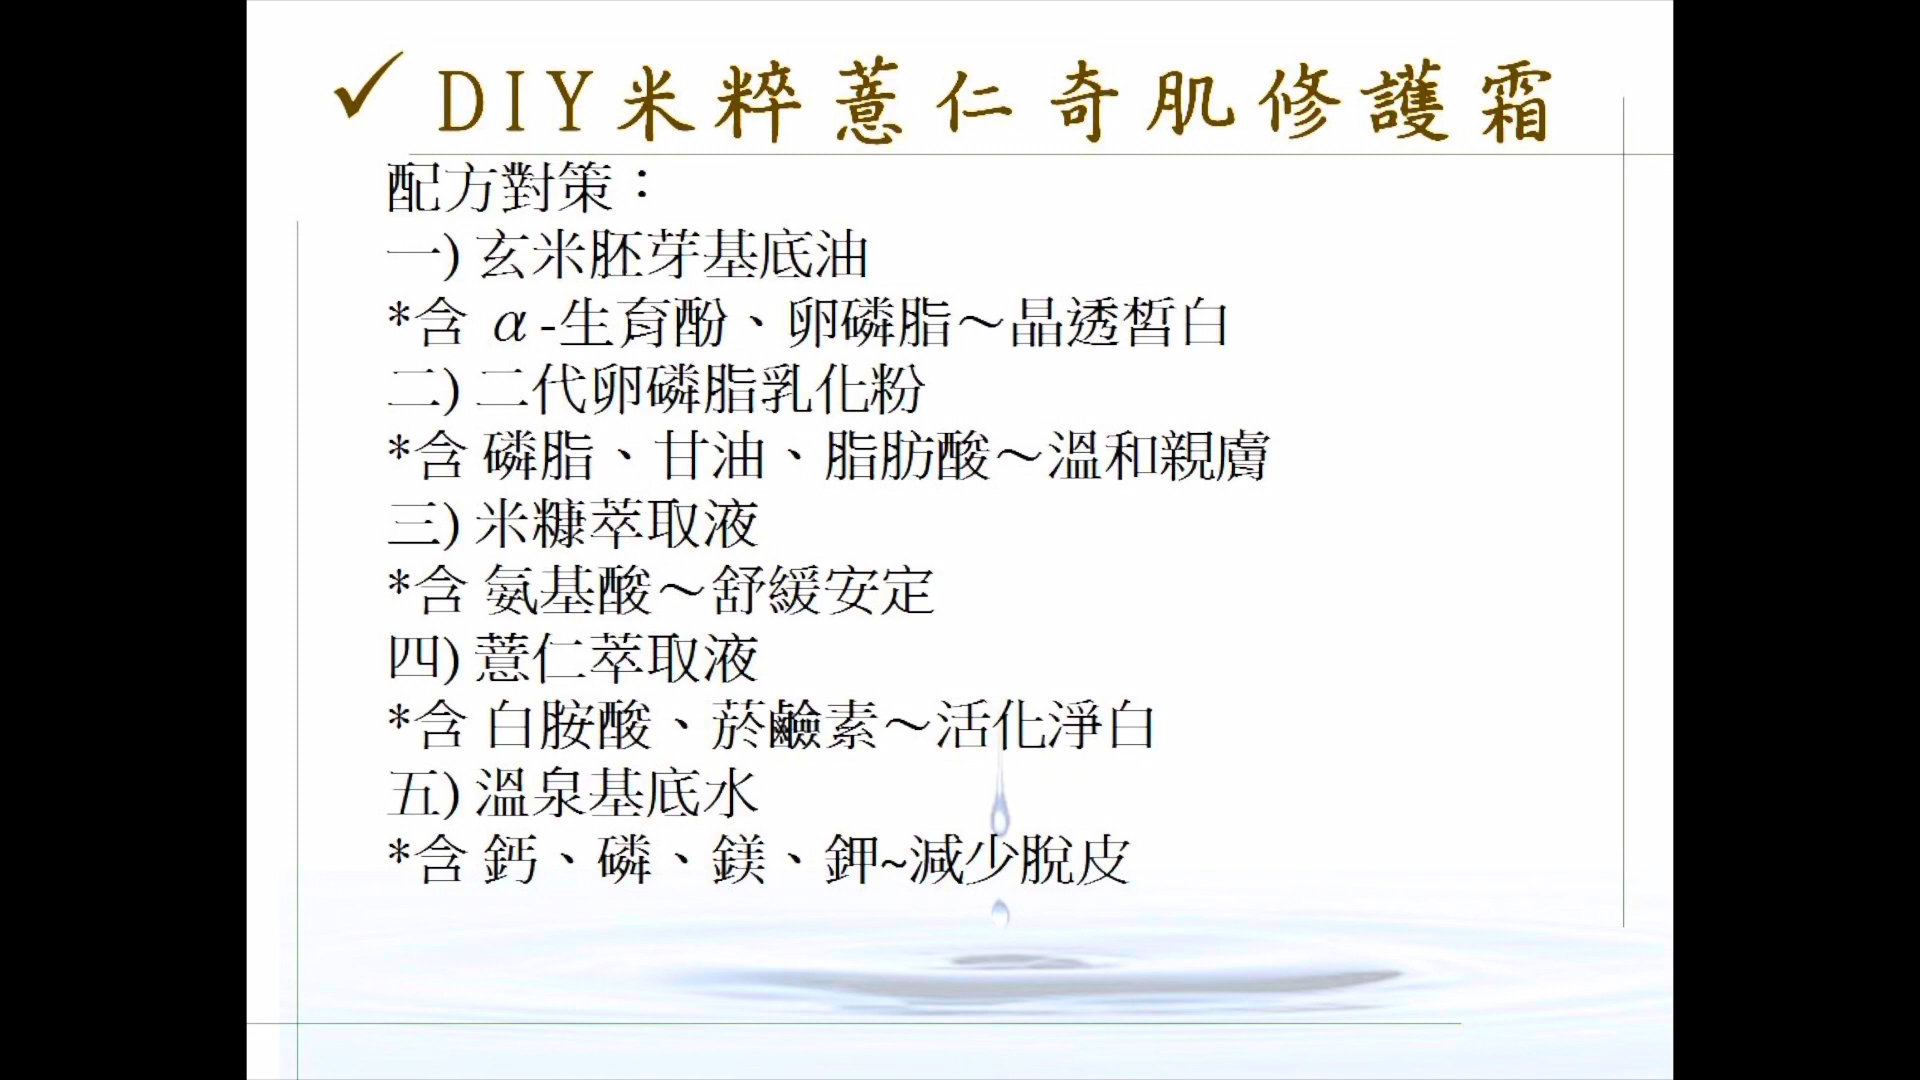 ✓DIY米粹薏仁奇肌修護霜
配方對策：
一) 玄米胚芽基底油
*含 α-生育酚、卵磷脂～晶透皙白
二) 二代卵磷脂乳化粉
*含 磷脂、甘油、脂肪酸～溫和親膚
三) 米糠萃取液
*含 氨基酸～舒緩安定
四) 薏仁萃取液
*含 白胺酸、菸鹼素～活化淨白
五) 溫泉基底水
*含 鈣、磷、鎂、鉀~減少脫皮